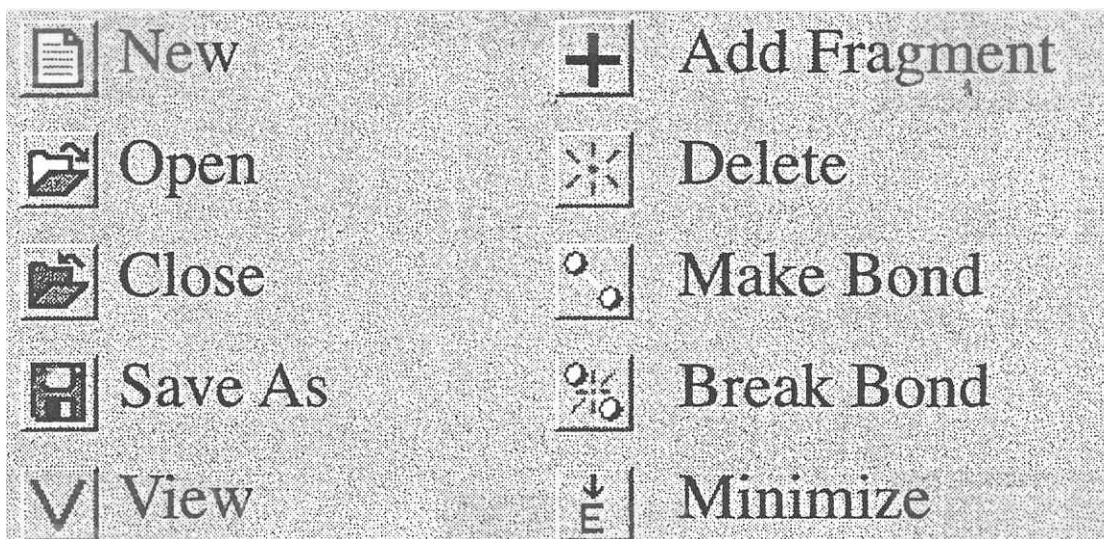 New
Open
Close
Save As
V View
Add Fragment
Delete
Make Bond
Break Bond
E Minimize